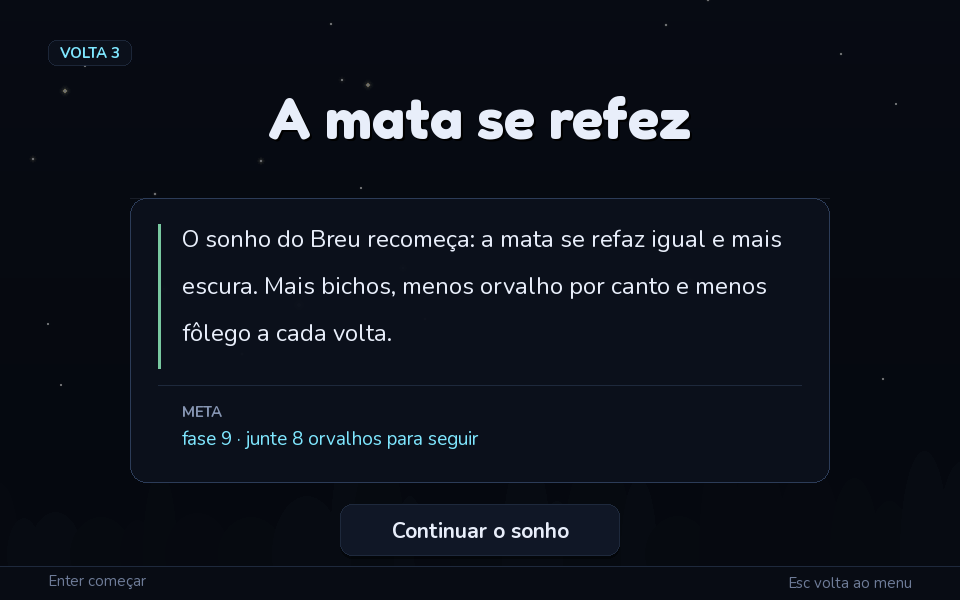 VOLTA 3
A mata se refez
O sonho do Breu recomeça: a mata se refaz igual e mais
escura. Mais bichos, menos orvalho por canto e menos
fôlego a cada volta.
META
fase 9 · junte 8 orvalhos para seguir
Continuar o sonho
Enter começar
Esc volta ao menu